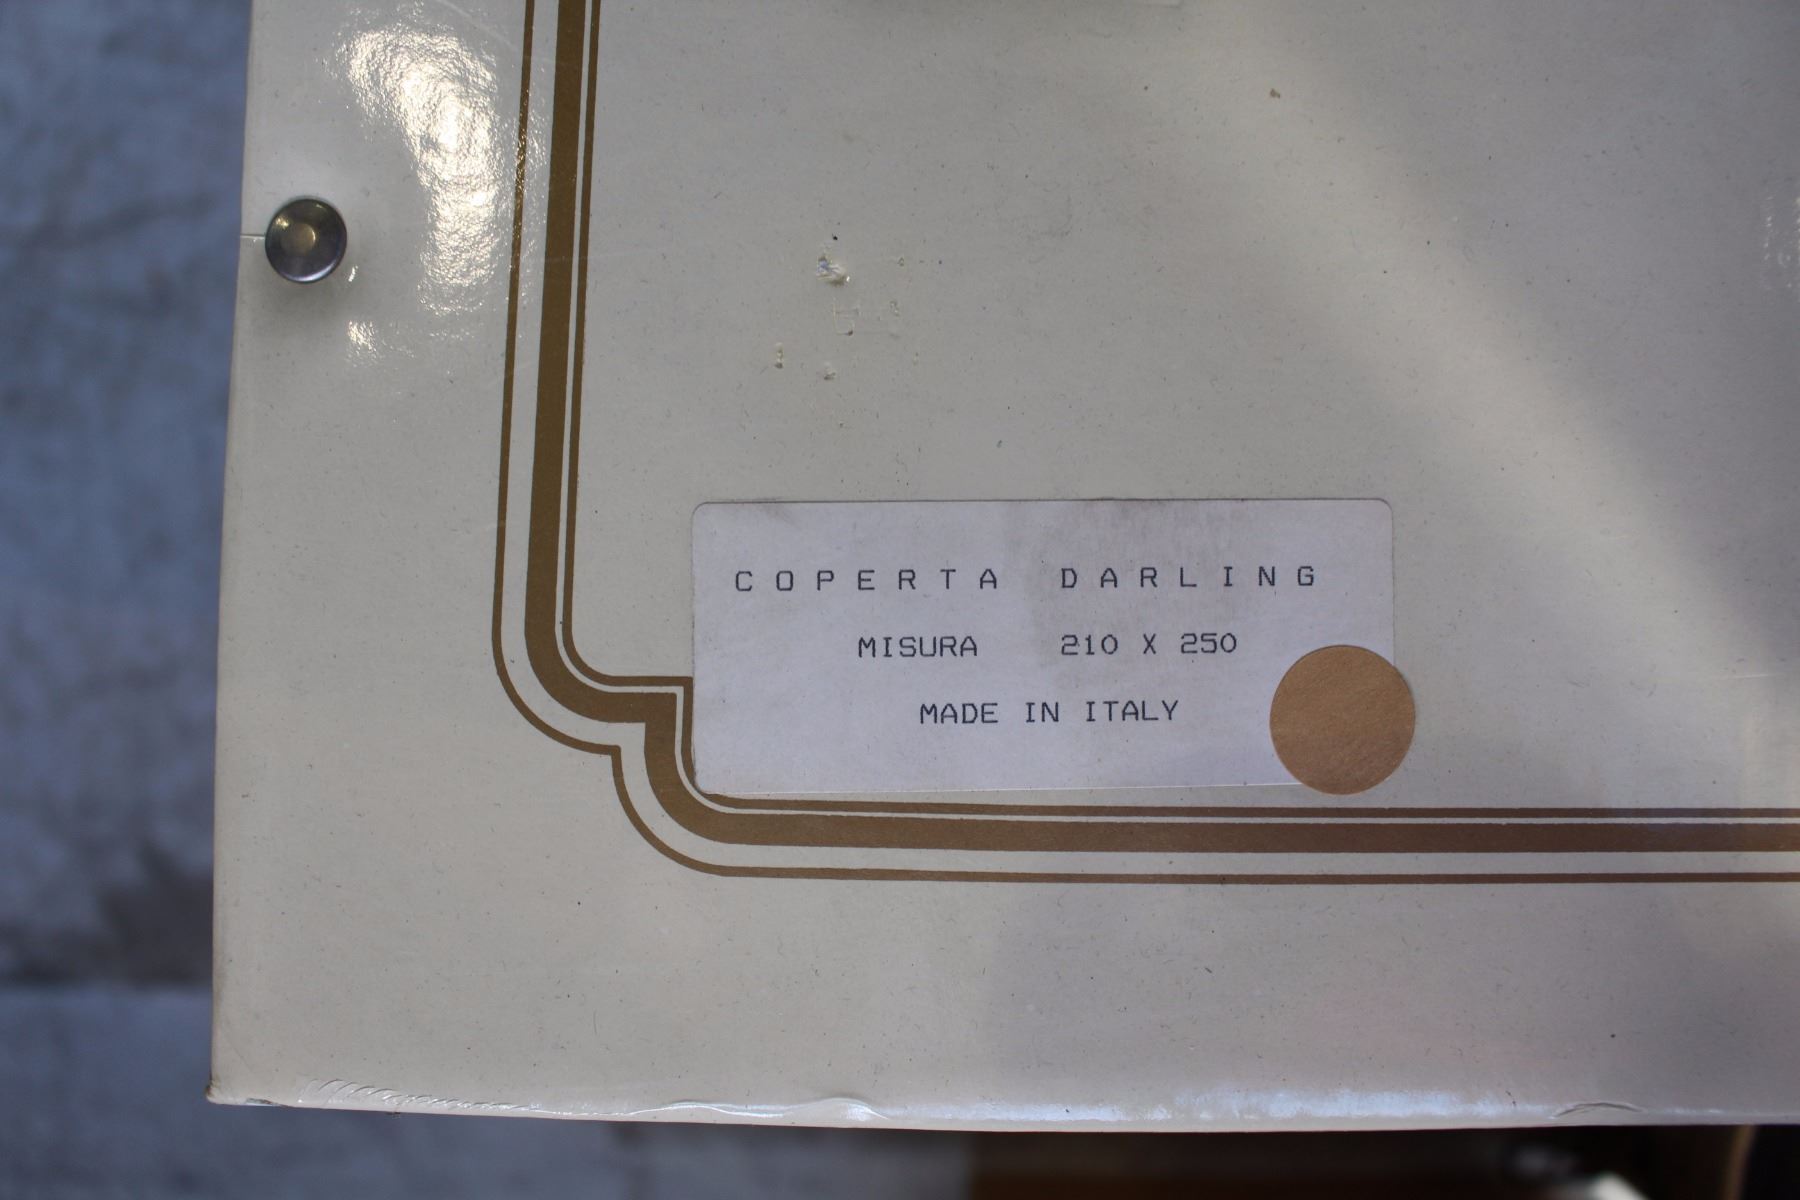 COPERTA DARLING
MISURA 210 X 250
MADE IN ITALY